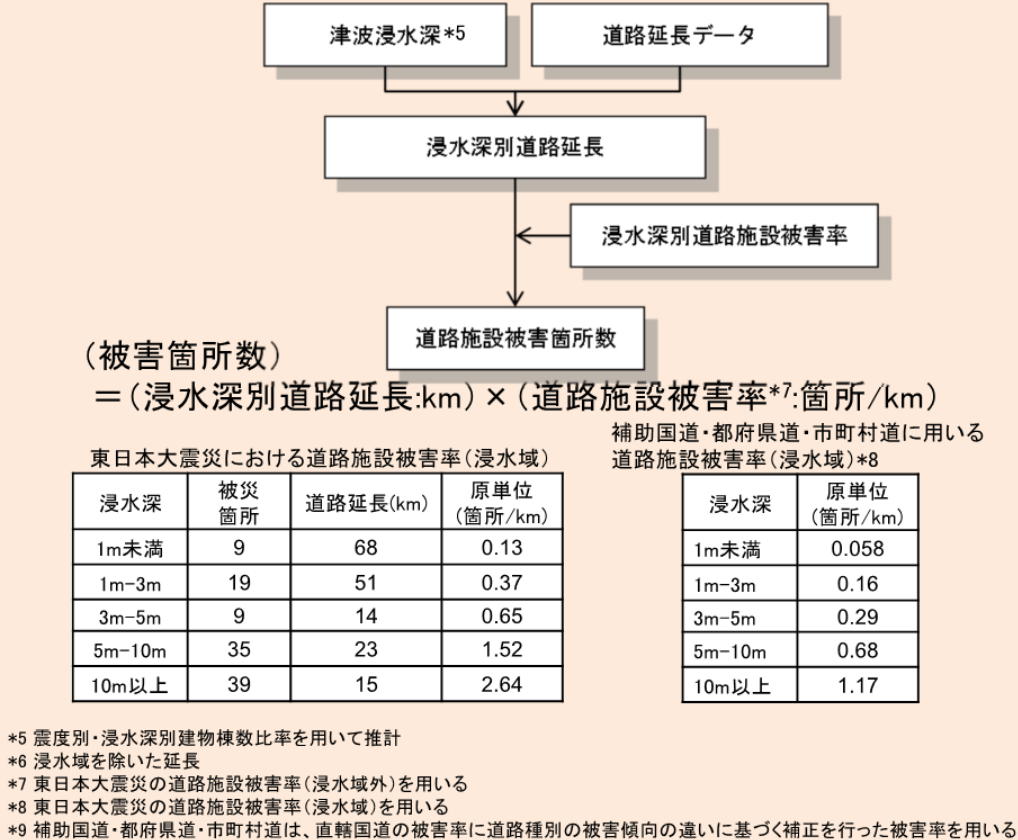 津波浸水深*5
道路延長データ
浸水深別道路延長
浸水深別道路施設被害率
道路施設被害箇所数
(被害箇所数)
=(浸水深別道路延長:km)×(道路施設被害率*7:箇所/km)
東日本大震災における道路施設被害率(浸水域)
浸水深 被災箇所 道路延長(km) 原単位(箇所/km)
1m未満 9 68 0.13
1m-3m 19 51 0.37
3m-5m 9 14 0.65
5m-10m 35 23 1.52
10m以上 39 15 2.64
補助国道・都府県道・市町村道に用いる
道路施設被害率(浸水域)*8
浸水深 原単位(箇所/km)
1m未満 0.058
1m-3m 0.16
3m-5m 0.29
5m-10m 0.68
10m以上 1.17
*5 震度別・浸水深別建物棟数比率を用いて推計
*6 浸水域を除いた延長
*7 東日本大震災の道路施設被害率(浸水域外)を用いる
*8 東日本大震災の道路施設被害率(浸水域)を用いる
*9 補助国道・都府県道・市町村道は、直轄国道の被害率に道路種別の被害傾向の違いに基づく補正を行った被害率を用いる